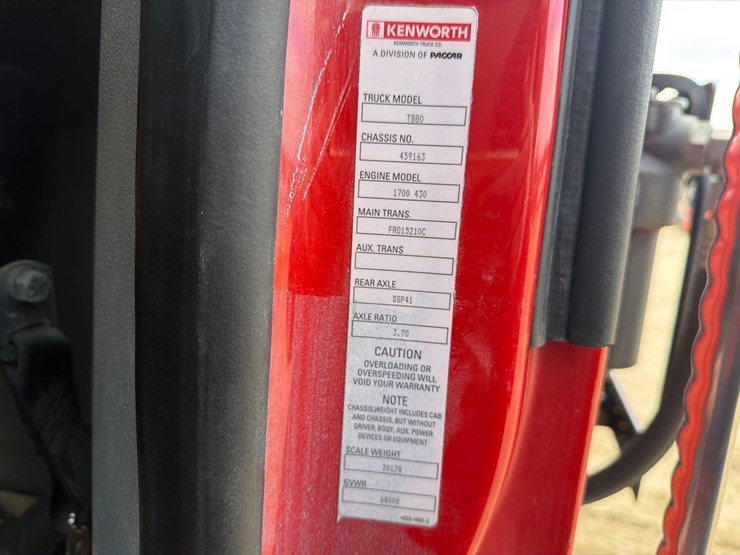 KENWORTH
KENWORTH TRUCK CO.
A DIVISION OF PACCAR
TRUCK MODEL
T880
CHASSIS NO.
459163
ENGINE MODEL
1700 430
MAIN TRANS.
FRO15210C
AUX. TRANS
REAR AXLE
DSP41
AXLE RATIO
3.70
CAUTION
OVERLOADING OR
OVERSPEEDING WILL
VOID YOUR WARRANTY
NOTE
CHASSIS WEIGHT INCLUDES CAB
AND CHASSIS, BUT WITHOUT
DRIVER, BODY, AUX. POWER
DEVICES OR EQUIPMENT
SCALE WEIGHT
20178
GVWR
68000